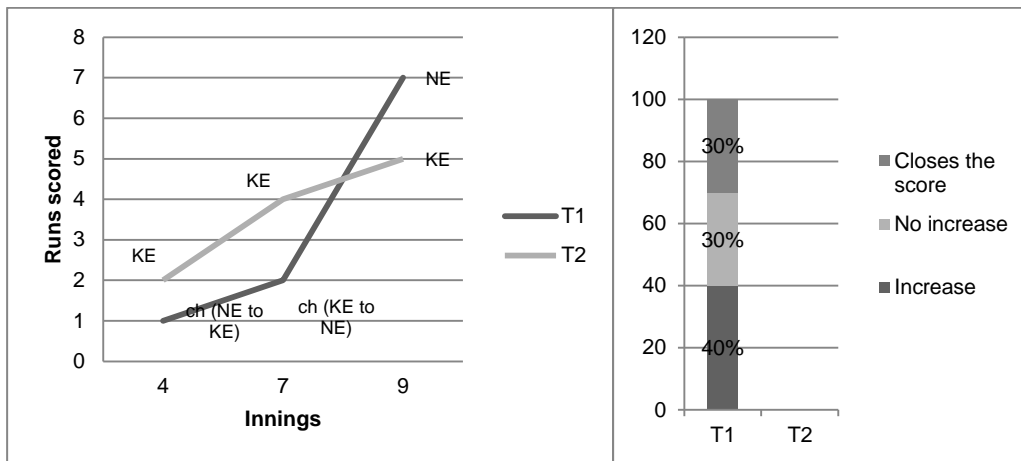 8
7
6
5
4
3
2
1
0
Runs scored
NE
KE
KE
KE
ch (NE to
KE)
ch (KE to
NE)
4 7 9
Innings
T1
T2
120
100
80
60
40
20
0
30%
30%
40%
T1 T2
Closes the
score
No increase
Increase